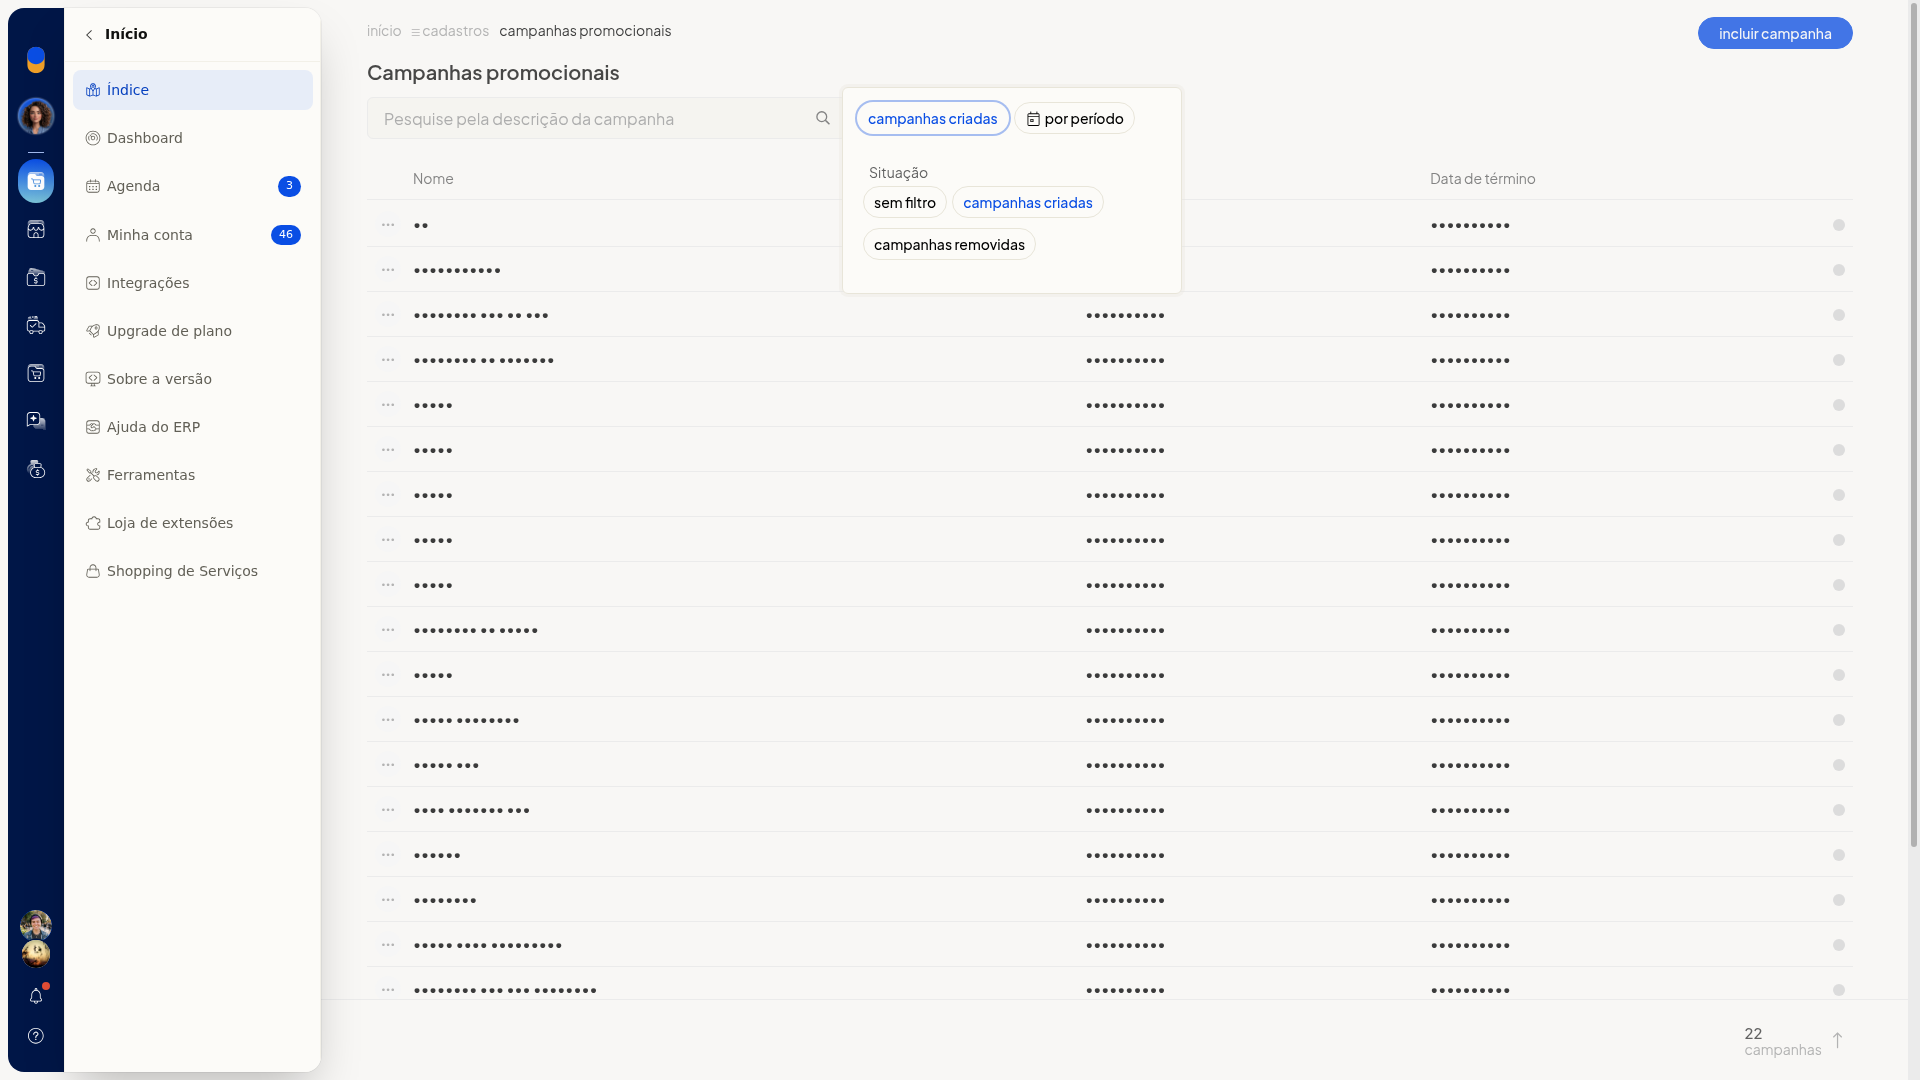 Início
Índice
Dashboard
Agenda
3
Minha conta
46
Integrações
Upgrade de plano
Sobre a versão
Ajuda do ERP
Ferramentas
Loja de extensões
Shopping de Serviços
início cadastros campanhas promocionais
incluir campanha
Campanhas promocionais
Pesquise pela descrição da campanha
campanhas criadas
por período
Situação
sem filtro
campanhas criadas
campanhas removidas
Nome
Data de término
•• ••••••••••
••••••••••• ••••••••••
•••••••• ••• •• ••• •••••••••• ••••••••••
•••••••• •• ••••••• •••••••••• ••••••••••
••••• •••••••••• ••••••••••
••••• •••••••••• ••••••••••
••••• •••••••••• ••••••••••
••••• •••••••••• ••••••••••
••••• •••••••••• ••••••••••
•••••••• •• ••••• •••••••••• ••••••••••
••••• •••••••••• ••••••••••
••••• •••••••• •••••••••• ••••••••••
••••• ••• •••••••••• ••••••••••
•••• ••••••• ••• •••••••••• ••••••••••
•••••• •••••••••• ••••••••••
•••••••• •••••••••• ••••••••••
••••• •••• ••••••••• •••••••••• ••••••••••
•••••••• ••• ••• •••••••• •••••••••• ••••••••••
22
campanhas